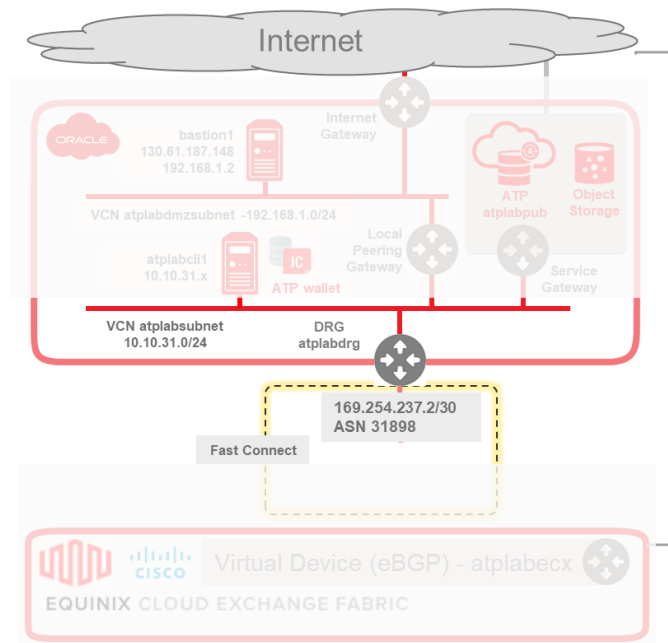 Internet
Internet
Gateway
ORACLE
bastion1
130.61.187.148
192.168.1.2
ATP
atplabpub
Object
Storage
VCN atplabdmzsubnet -192.168.1.0/24
Local
Peering
Gateway
atplabcli1
10.10.31.x
IC
ATP wallet
Service
Gateway
VCN atplabsubnet
10.10.31.0/24
DRG
atplabdrg
169.254.237.2/30
ASN 31898
Fast Connect
CISCO
Virtual Device (eBGP) - atplabecx
EQUINIX CLOUD EXCHANGE FABRIC